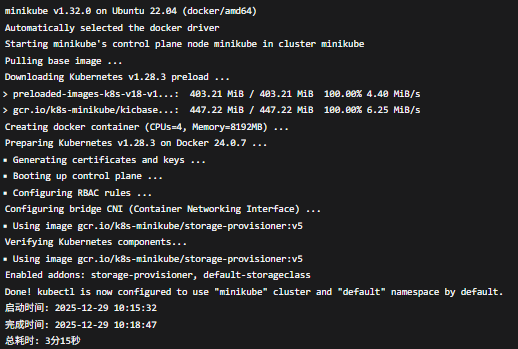 minikube v1.32.0 on Ubuntu 22.04 (docker/amd64)
Automatically selected the docker driver
Starting minikube's control plane node minikube in cluster minikube
Pulling base image ...
Downloading Kubernetes v1.28.3 preload ...
> preloaded-images-k8s-v18-v1...:  403.21 MiB / 403.21 MiB  100.00% 4.40 MiB/s
> gcr.io/k8s-minikube/kicbase...:  447.22 MiB / 447.22 MiB  100.00% 6.25 MiB/s
Creating docker container (CPUs=4, Memory=8192MB) ...
Preparing Kubernetes v1.28.3 on Docker 24.0.7 ...
▪ Generating certificates and keys ...
▪ Booting up control plane ...
▪ Configuring RBAC rules ...
Configuring bridge CNI (Container Networking Interface) ...
▪ Using image gcr.io/k8s-minikube/storage-provisioner:v5
Verifying Kubernetes components...
▪ Using image gcr.io/k8s-minikube/storage-provisioner:v5
Enabled addons: storage-provisioner, default-storageclass
Done! kubectl is now configured to use "minikube" cluster and "default" namespace by default.
启动时间: 2025-12-29 10:15:32
完成时间: 2025-12-29 10:18:47
总耗时: 3分15秒